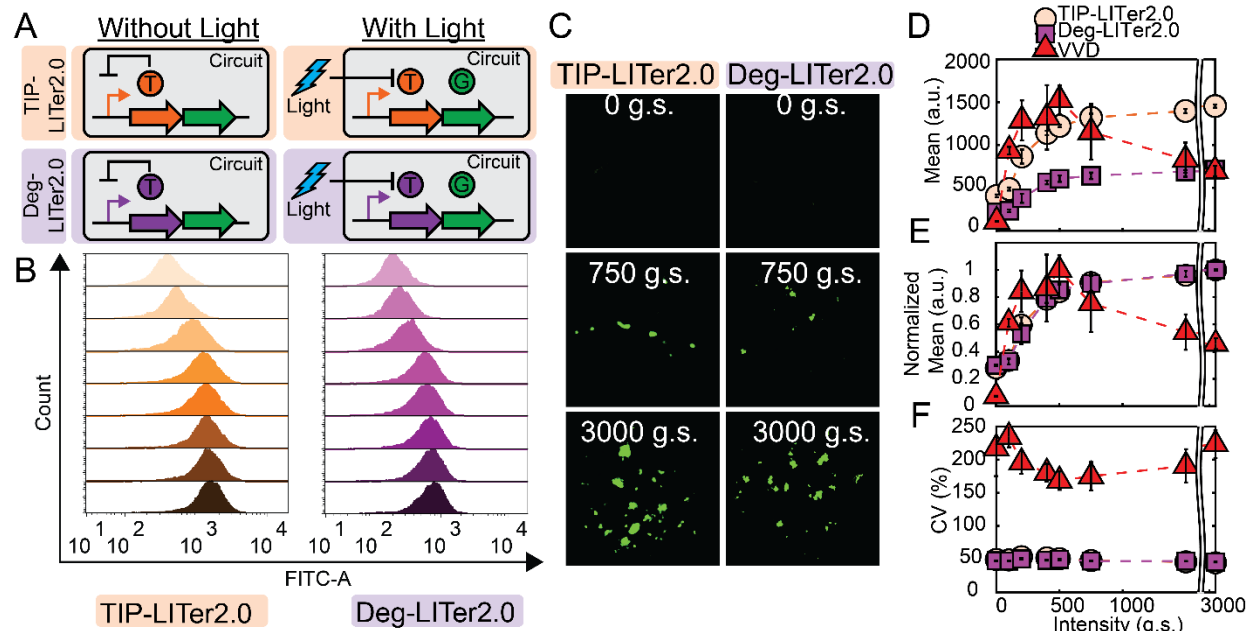 A
Without Light
With Light
TIP-
LITer2.0
Circuit
T
Light
Circuit
T
G
Deg-
LITer2.0
Circuit
T
Light
Circuit
T
G
B
Count
10 1
10 2
10 3
10 4
10 1
10 2
10 3
10 4
FITC-A
TIP-LITer2.0
Deg-LITer2.0
C
TIP-LITer2.0
Deg-LITer2.0
0 g.s.
0 g.s.
750 g.s.
750 g.s.
3000 g.s.
3000 g.s.
D
TIP-LITer2.0
Deg-LITer2.0
VVD
Mean (a.u.)
2000
1500
1000
500
0
E
Normalized
Mean (a.u.)
1
0.8
0.6
0.4
0.2
0
F
CV (%)
250
200
150
100
50
0
0
500
1000
3000
Intensity (g.s.)